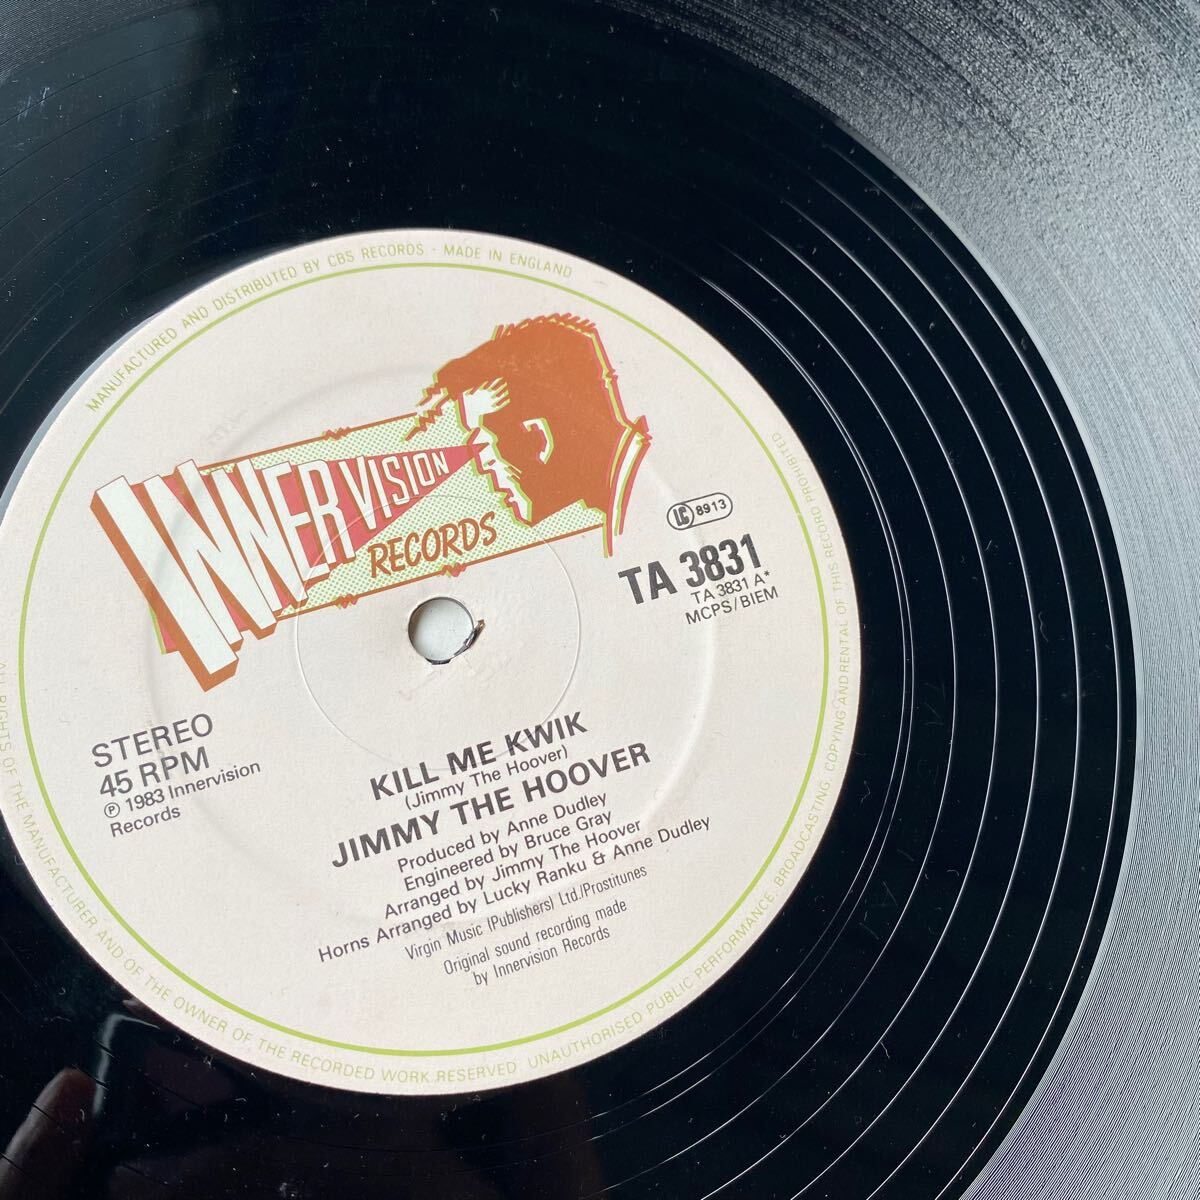 MANUFACTURED AND DISTRIBUTED BY CBS RECORDS - MADE IN ENGLAND
INNERVISION
RECORDS
LC 8913
TA 3831
TA 3831 A*
MCPS/BIEM
STEREO
45 RPM
Ⓟ 1983 Innervision
Records
KILL ME KWIK
(Jimmy The Hoover)
JIMMY THE HOOVER
Produced by Anne Dudley
Engineered by Bruce Gray
Arranged by Jimmy The Hoover
Horns Arranged by Lucky Ranku & Anne Dudley
Virgin Music (Publishers) Ltd./Prostitunes
Original sound recording made
by Innervision Records
ALL RIGHTS OF THE MANUFACTURER AND OF THE OWNER OF THE RECORDED WORK RESERVED UNAUTHORISED PUBLIC PERFORMANCE, BROADCASTING, COPYING AND RENTAL OF THIS RECORD PROHIBITED